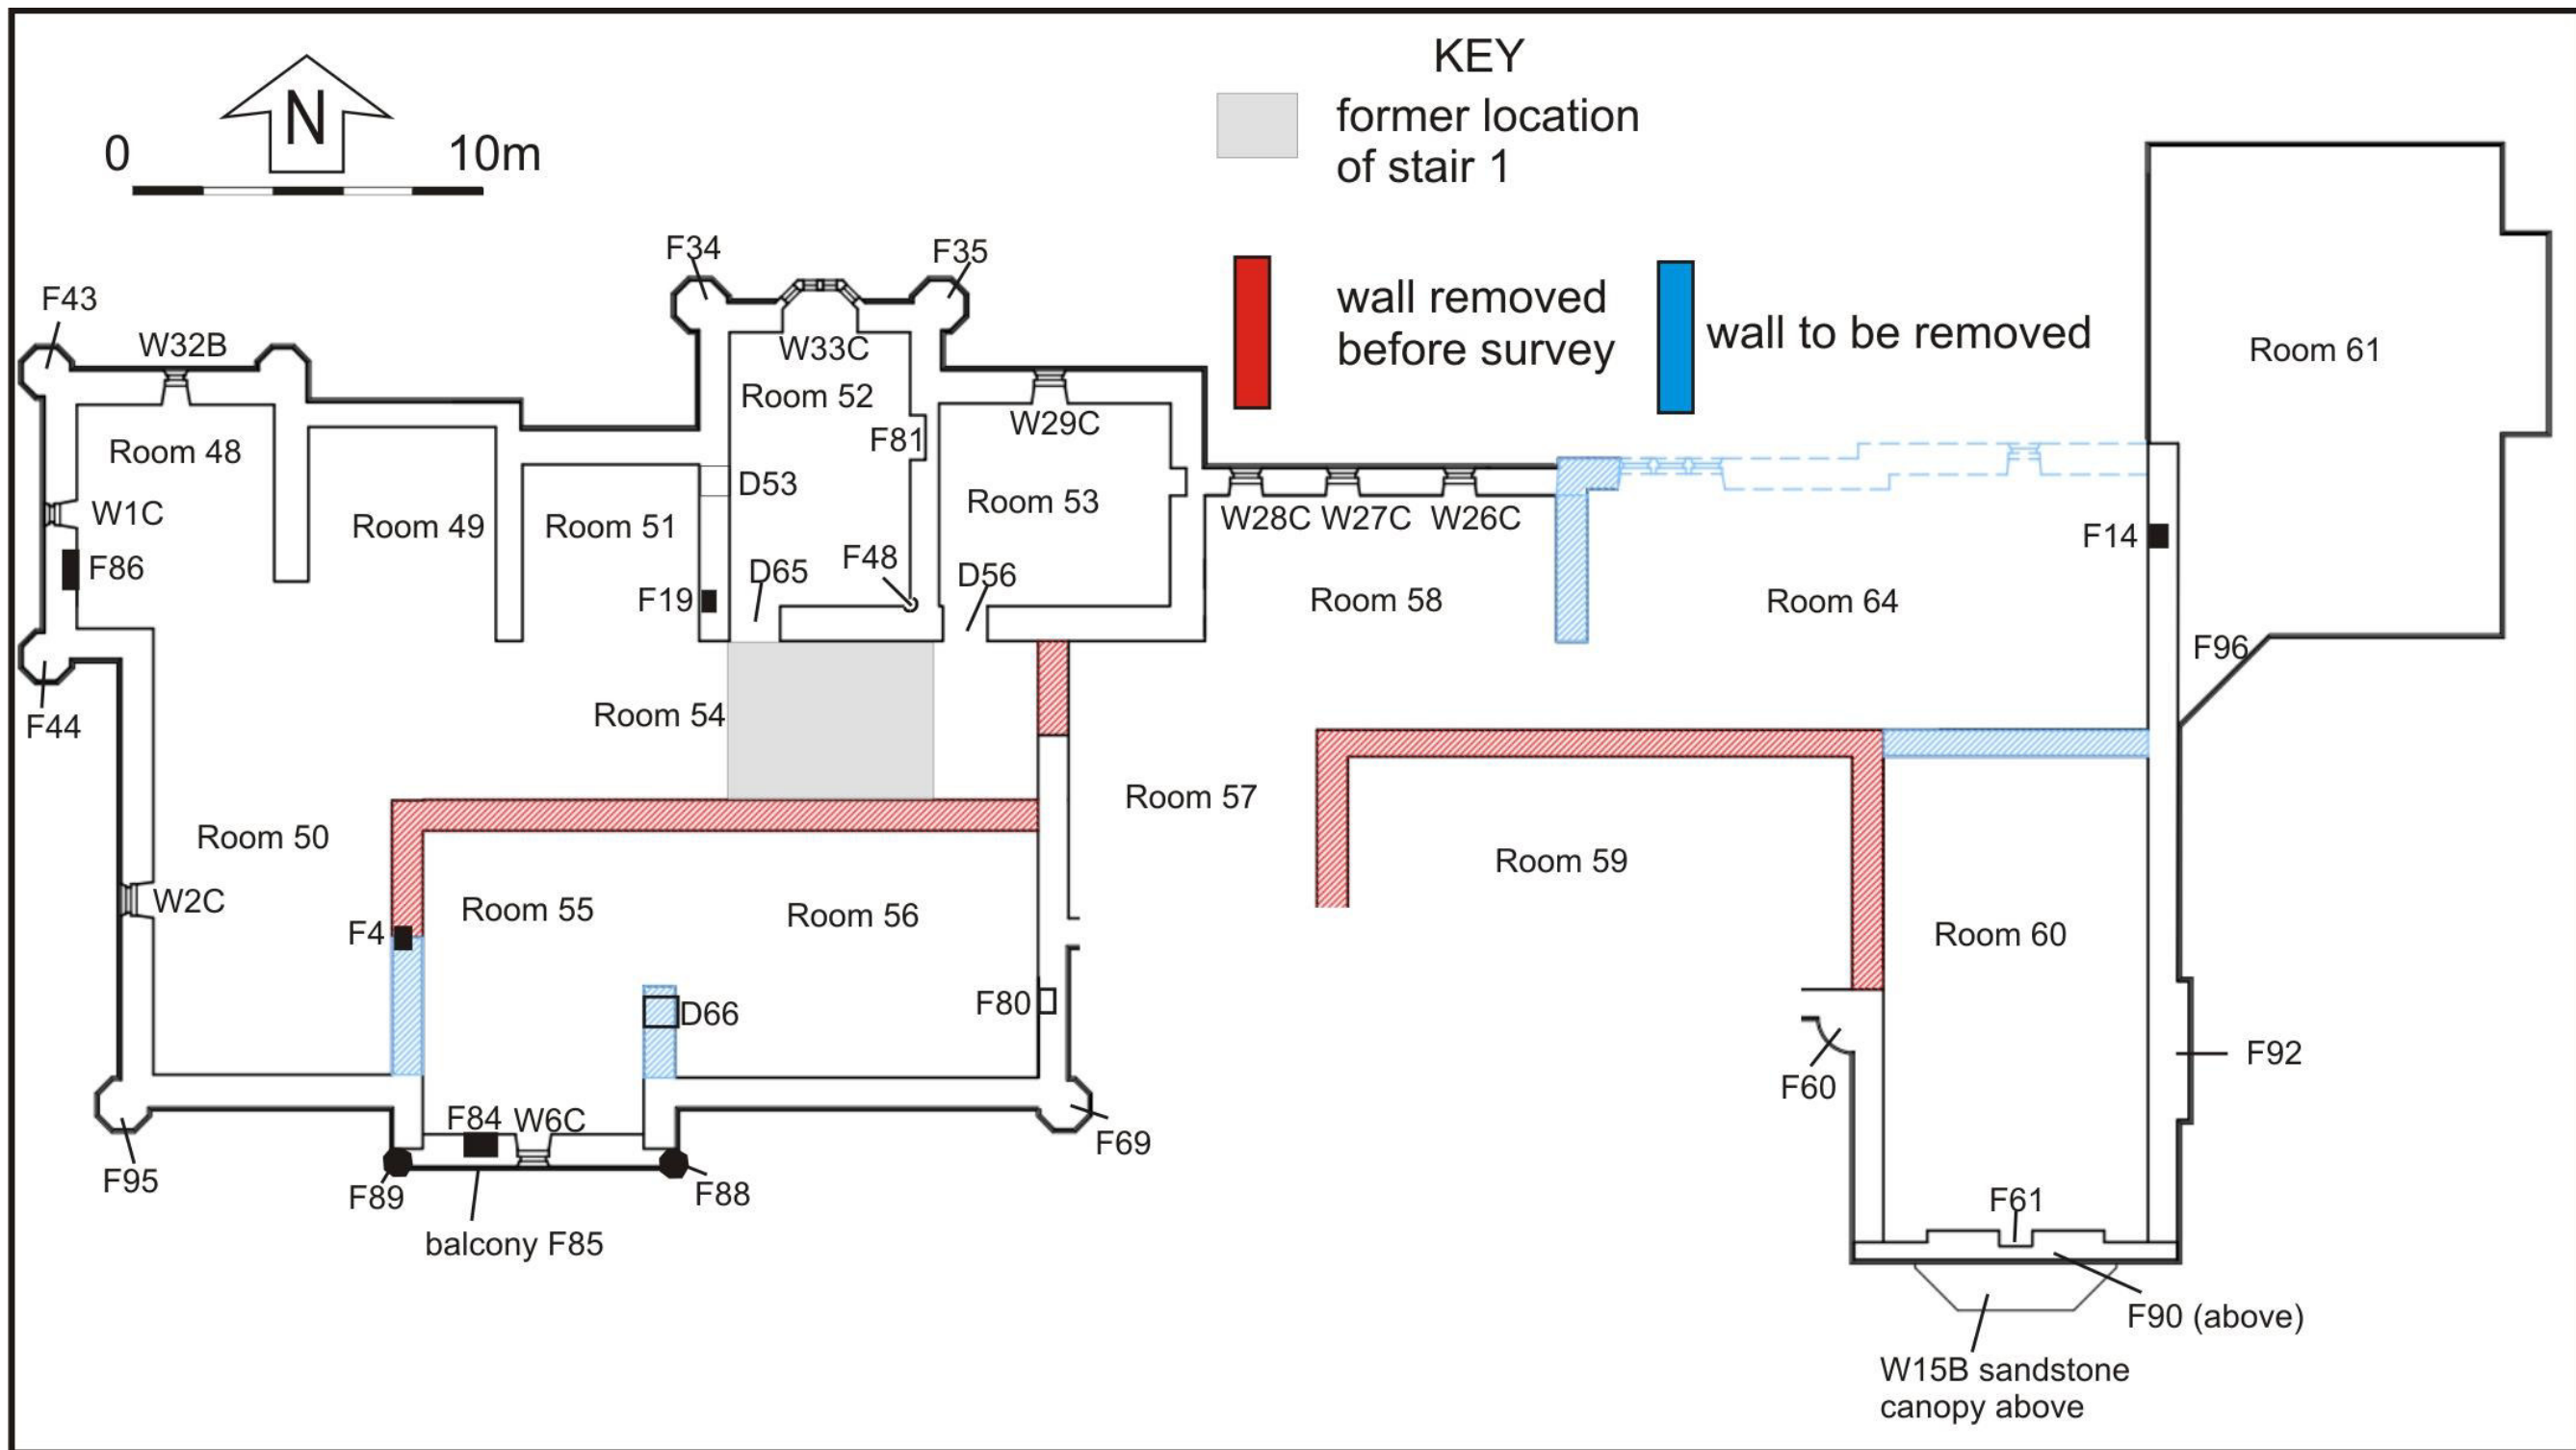 KEY
former location
of stair 1
N
0
10m
wall removed
before survey
wall to be removed
F34
F35
F43
W32B
W33C
Room 52
F81
W29C
Room 61
Room 48
D53
Room 53
W1C
Room 49
Room 51
W28C
W27C
W26C
F14
F86
F19
D65
F48
D56
Room 58
Room 64
F96
F44
Room 54
Room 57
Room 50
Room 59
W2C
F4
Room 55
Room 56
Room 60
F80
D66
F60
F92
F84
W6C
F69
F95
F89
F88
F61
balcony F85
F90 (above)
W15B sandstone
canopy above